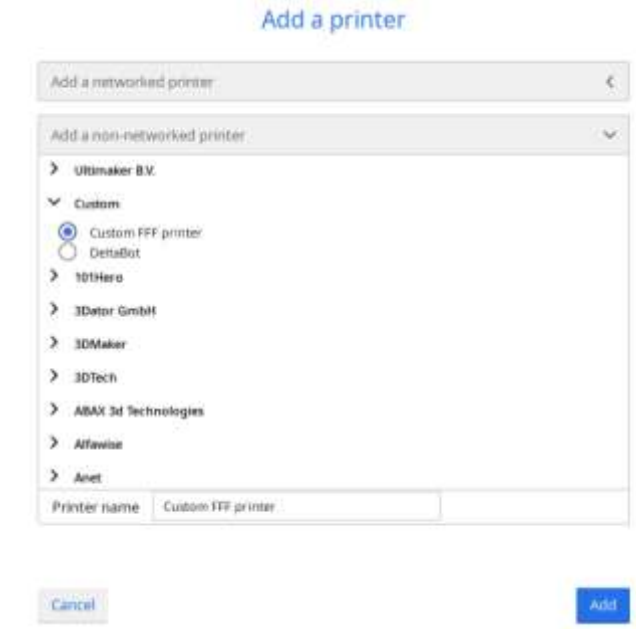 Add a printer
Add a networked printer
Add a non-networked printer
Ultimaker B.V.
Custom
Custom FFF printer
DeltaBot
101Hero
3Dator GmbH
3DMaker
3DTech
ABAX 3d Technologies
Alfawise
Anet
Printer name Custom FFF printer
Cancel Add